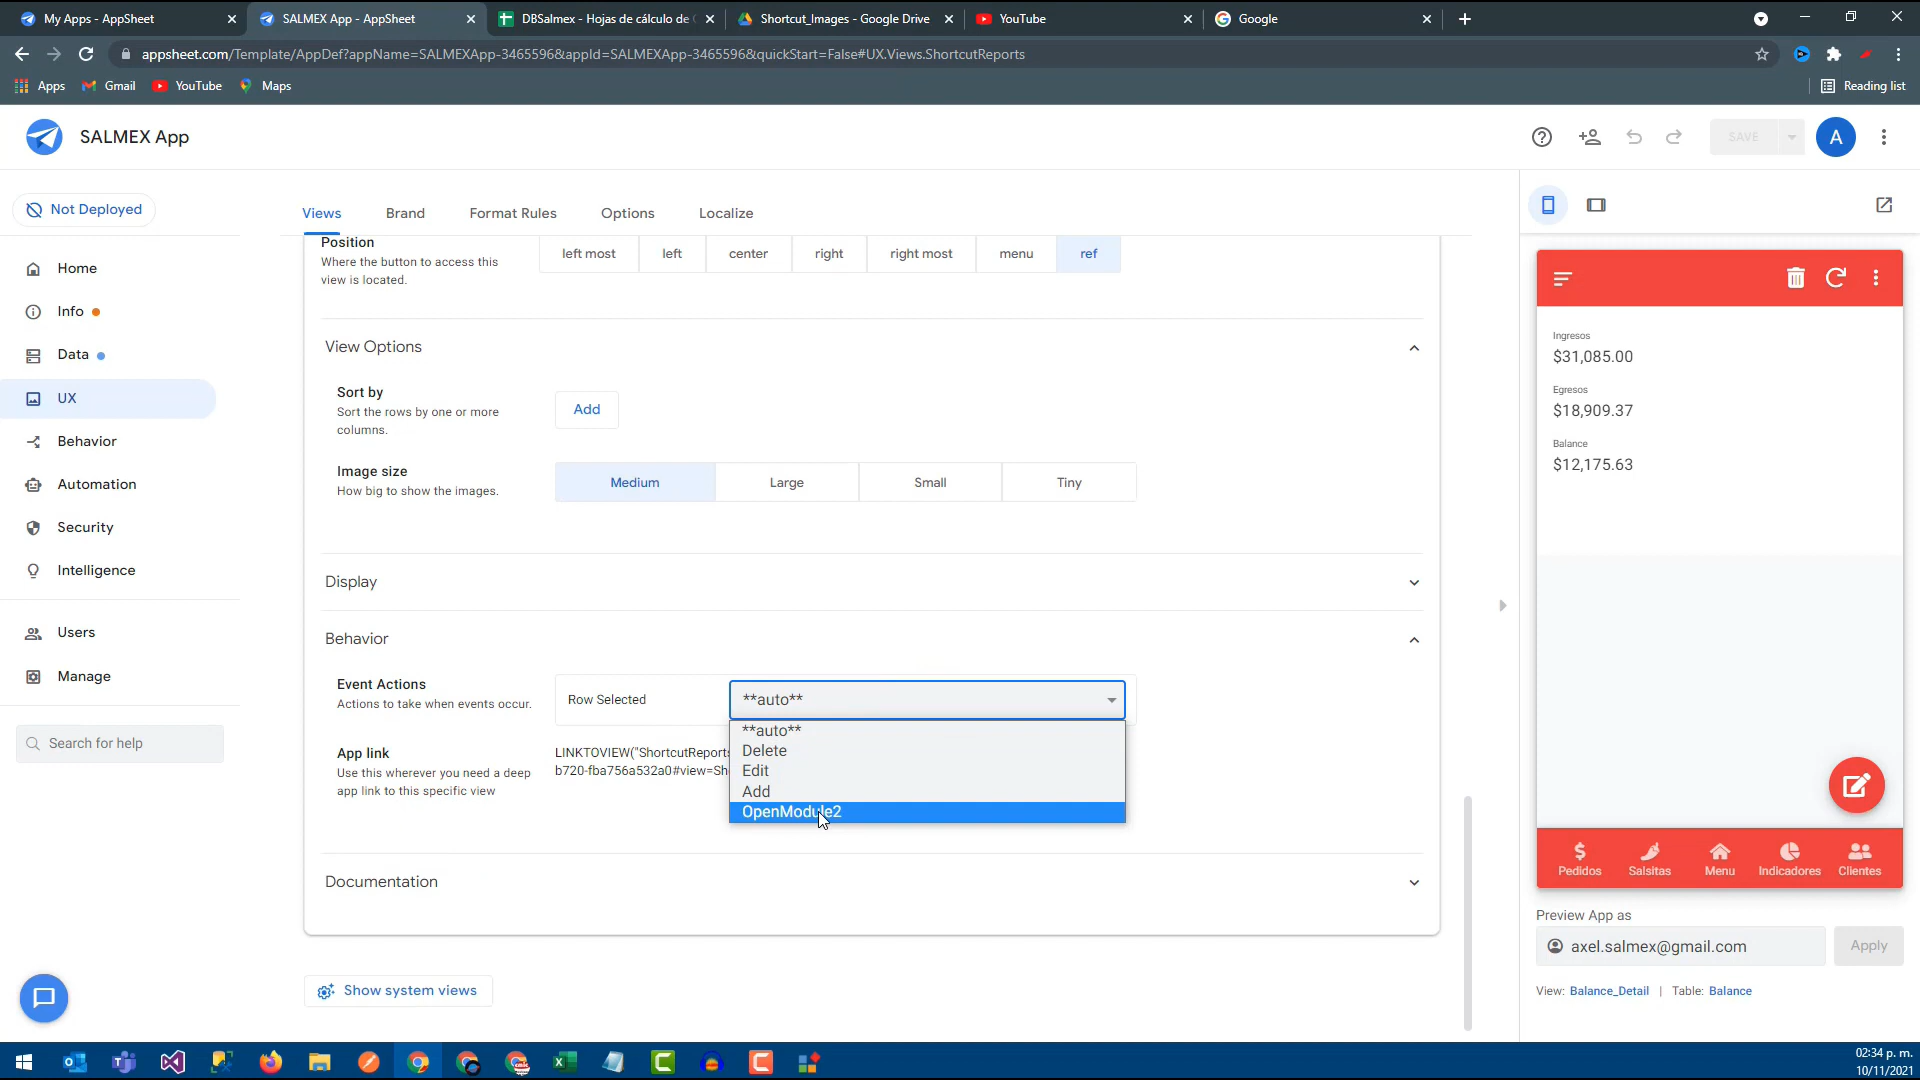 My Apps - AppSheet
SALMEX App - AppSheet
DBSalmex - Hojas de cálculo de
Shortcut_Images - Google Drive
YouTube
Google
appsheet.com/Template/AppDef?appName=SALMEXApp-3465596&appId=SALMEXApp-3465596&quickStart=False#UX.Views.ShortcutReports
Apps
Gmail
YouTube
Maps
Reading list
SALMEX App
SAVE
A
Not Deployed
Home
Info
Data
UX
Behavior
Automation
Security
Intelligence
Users
Manage
Search for help
Views
Brand
Format Rules
Options
Localize
Position
Where the button to access this
view is located.
left most
left
center
right
right most
menu
ref
View Options
Sort by
Sort the rows by one or more
columns.
Add
Image size
How big to show the images.
Medium
Large
Small
Tiny
Display
Behavior
Event Actions
Actions to take when events occur.
Row Selected
**auto**
**auto**
Delete
Edit
Add
OpenModule2
App link
Use this wherever you need a deep
app link to this specific view
LINKTOVIEW("ShortcutReports
b720-fba756a532a0#view=Sh
Documentation
Show system views
Ingresos
$31,085.00
Egresos
$18,909.37
Balance
$12,175.63
Pedidos
Salsitas
Menu
Indicadores
Clientes
Preview App as
axel.salmex@gmail.com
Apply
View: Balance_Detail | Table: Balance
02:34 p. m.
10/11/2021